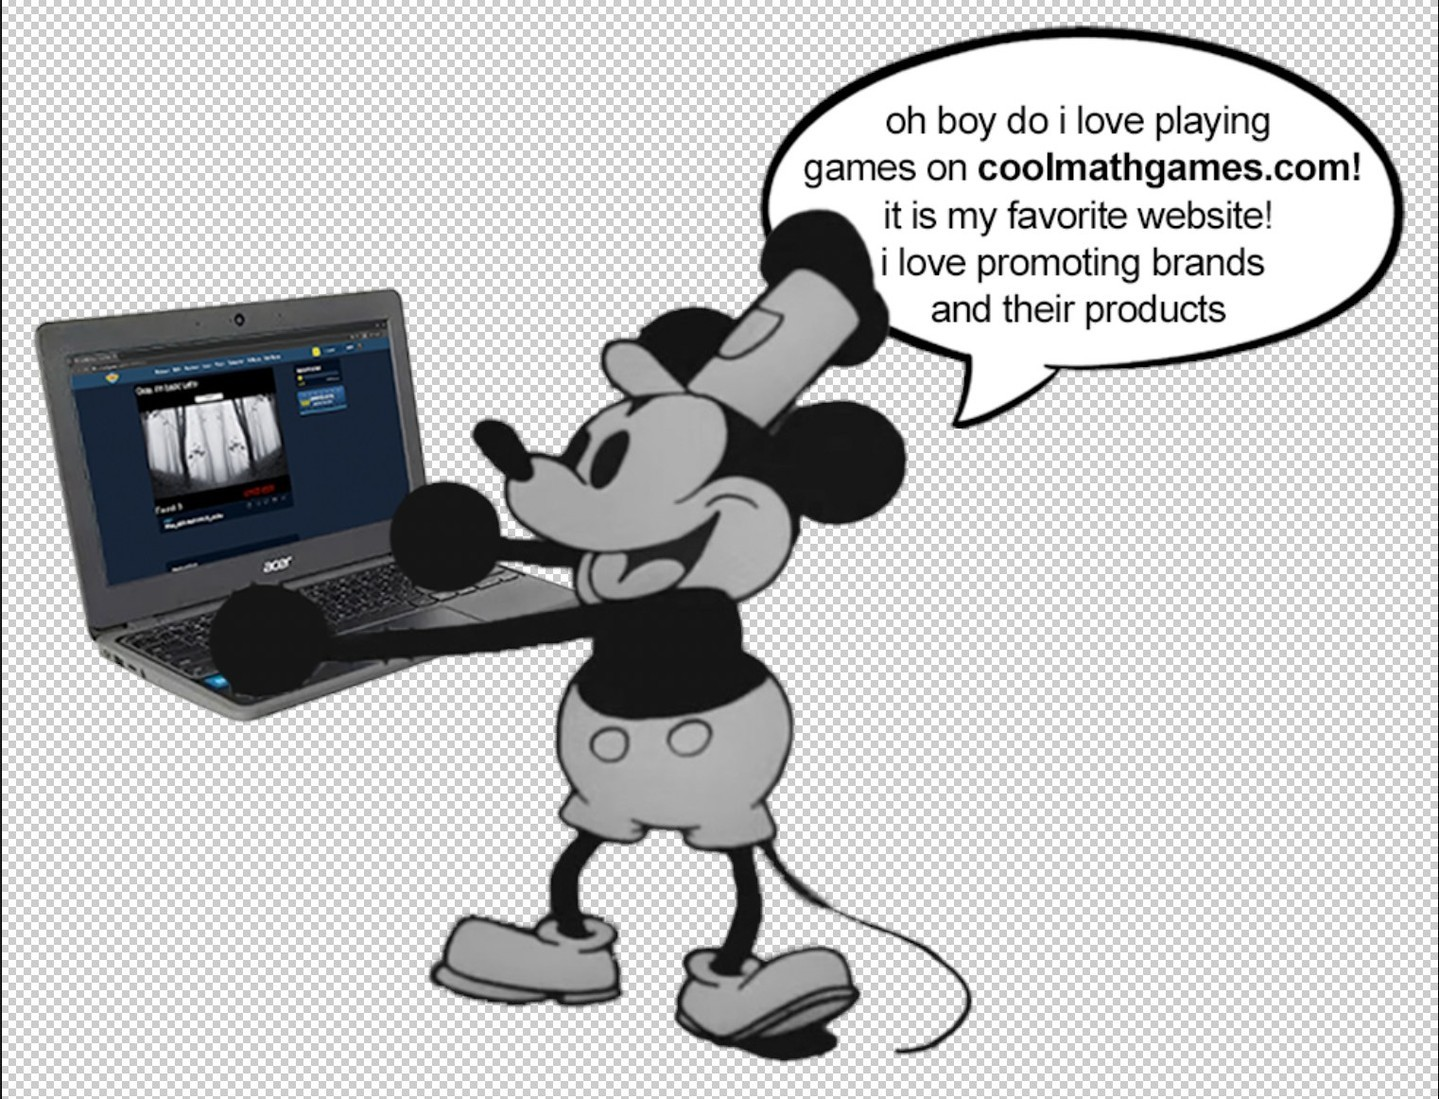 oh boy do i love playing
games on coolmathgames.com!
it is my favorite website!
i love promoting brands
and their products
acer